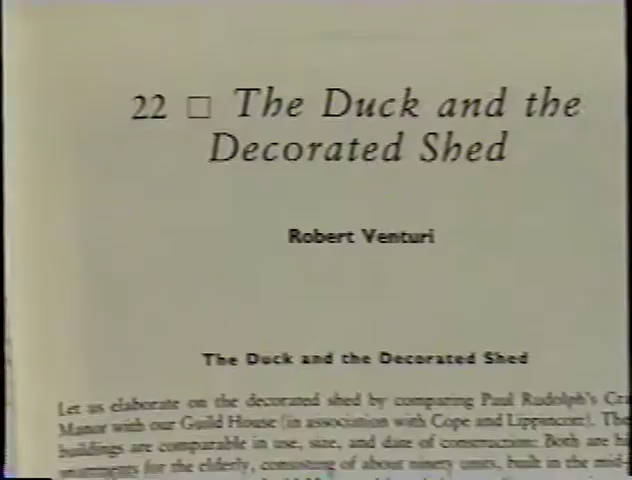 22 □ The Duck and the
Decorated Shed
Robert Venturi
The Duck and the Decorated Shed
Let us elaborate on the decorated shed by comparing Paul Rudolph's
Manor with our Guild House (in association with Cope and Lippincott). The
buildings are comparable in use, size, and date of construction: Both are
for the elderly, consisting of about ninety units, built in the mid-